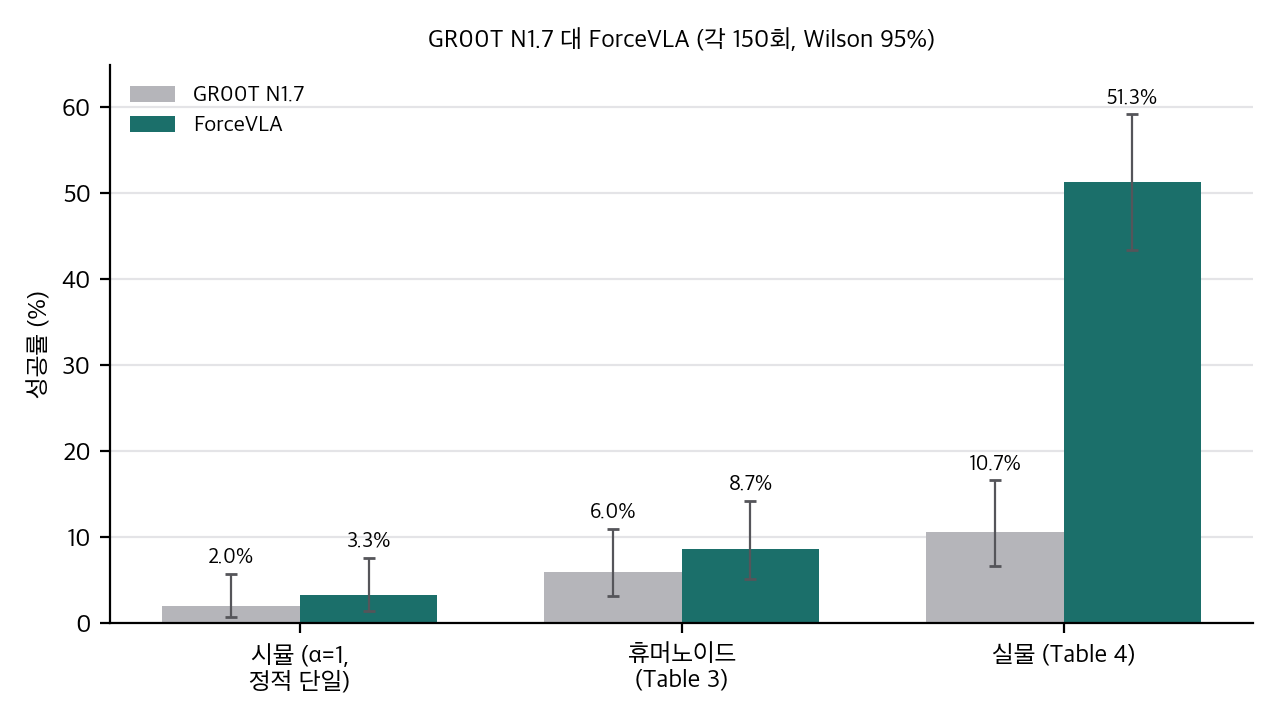 GR00T N1.7 대 ForceVLA (각 150회, Wilson 95%)
GR00T N1.7
ForceVLA
성공률 (%)
60
50
40
30
20
10
0
2.0%
3.3%
6.0%
8.7%
10.7%
51.3%
시뮬 (α=1,
정적 단일)
휴머노이드
(Table 3)
실물 (Table 4)